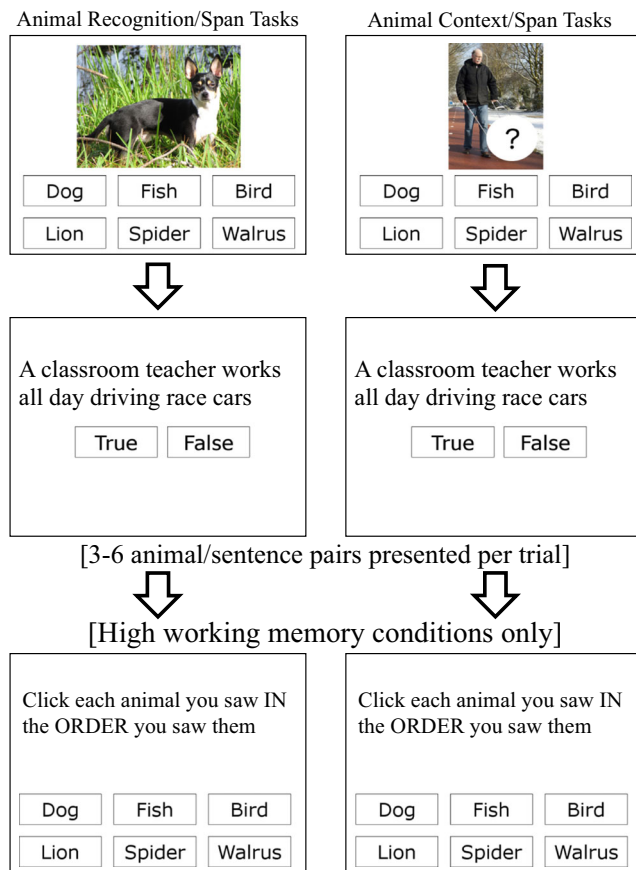 Animal Recognition/Span Tasks
Animal Context/Span Tasks
?
Dog Fish Bird
Lion Spider Walrus
Dog Fish Bird
Lion Spider Walrus
A classroom teacher works
all day driving race cars
True False
A classroom teacher works
all day driving race cars
True False
[3-6 animal/sentence pairs presented per trial]
[High working memory conditions only]
Click each animal you saw IN
the ORDER you saw them
Dog Fish Bird
Lion Spider Walrus
Click each animal you saw IN
the ORDER you saw them
Dog Fish Bird
Lion Spider Walrus